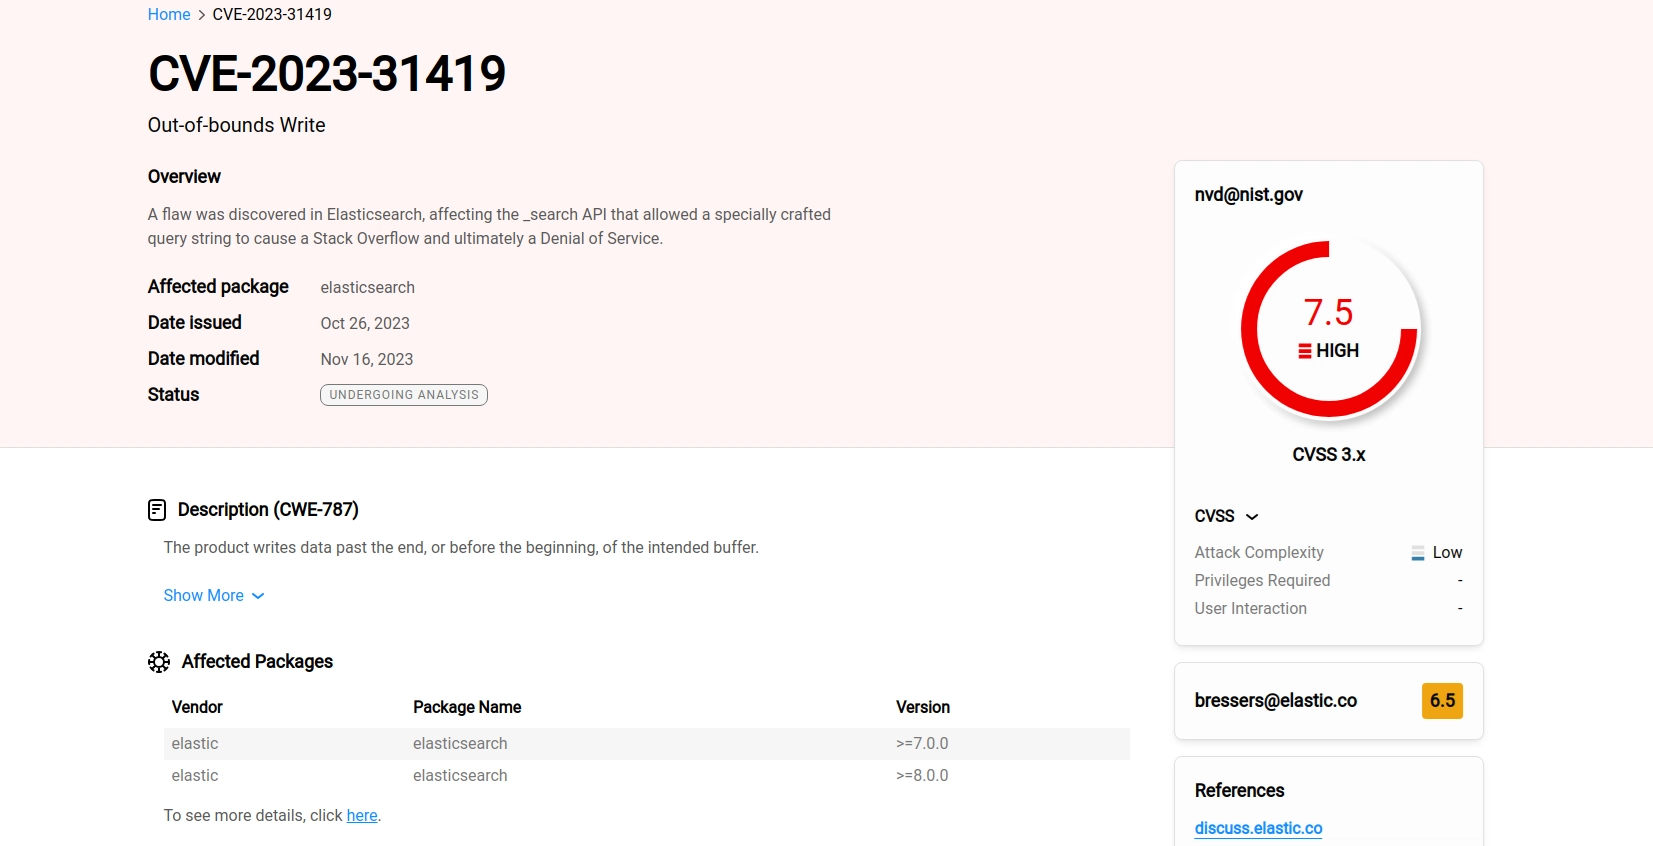 Home > CVE-2023-31419
CVE-2023-31419
Out-of-bounds Write
Overview
A flaw was discovered in Elasticsearch, affecting the _search API that allowed a specially crafted
query string to cause a Stack Overflow and ultimately a Denial of Service.
Affected package elasticsearch
Date issued Oct 26, 2023
Date modified Nov 16, 2023
Status UNDERGOING ANALYSIS
Description (CWE-787)
The product writes data past the end, or before the beginning, of the intended buffer.
Show More
Affected Packages
Vendor Package Name Version
elastic elasticsearch >=7.0.0
elastic elasticsearch >=8.0.0
To see more details, click here.
nvd@nist.gov
7.5
HIGH
CVSS 3.x
CVSS
Attack Complexity Low
Privileges Required -
User Interaction -
bressers@elastic.co 6.5
References
discuss.elastic.co